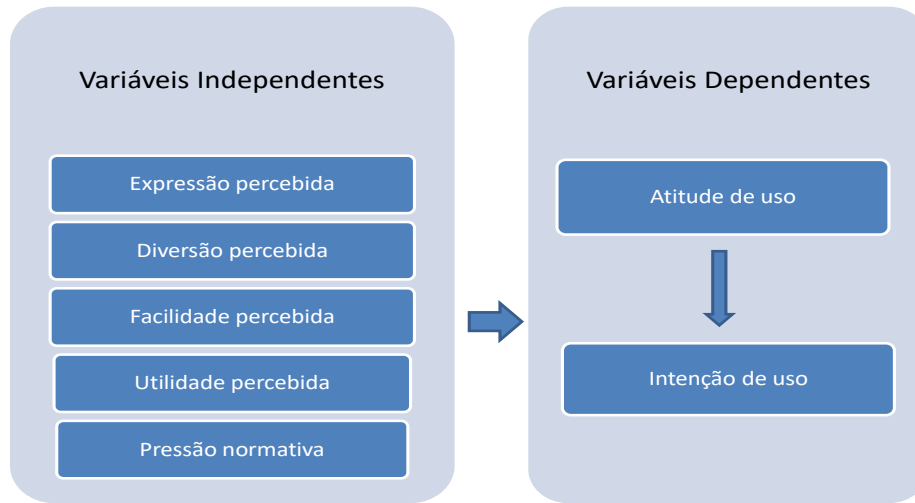 Variáveis Independentes
Expressão percebida
Diversão percebida
Facilidade percebida
Utilidade percebida
Pressão normativa
Variáveis Dependentes
Atitude de uso
Intenção de uso